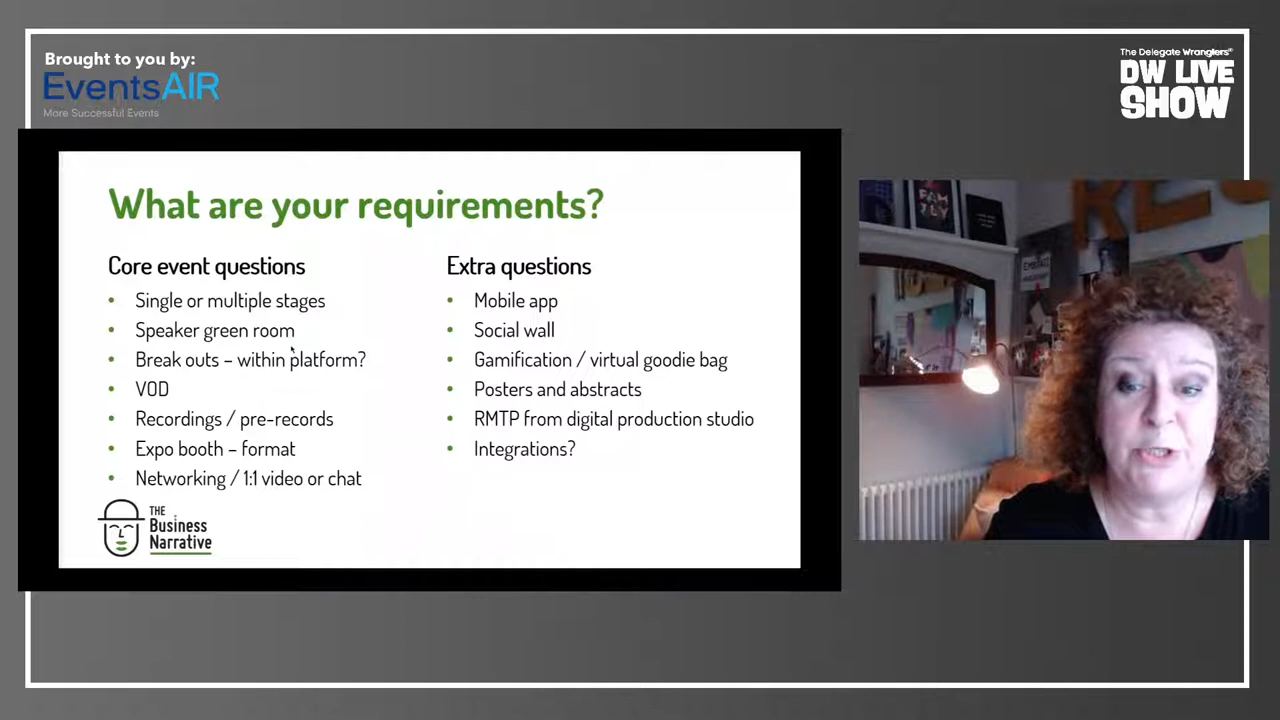 Brought to you by:
EventsAIR
More Successful Events
The Delegate Wranglers®
DW LIVE
SHOW
What are your requirements?
Core event questions
• Single or multiple stages
• Speaker green room
• Break outs – within platform?
• VOD
• Recordings / pre-records
• Expo booth – format
• Networking / 1:1 video or chat
Extra questions
• Mobile app
• Social wall
• Gamification / virtual goodie bag
• Posters and abstracts
• RMTP from digital production studio
• Integrations?
THE
Business
Narrative